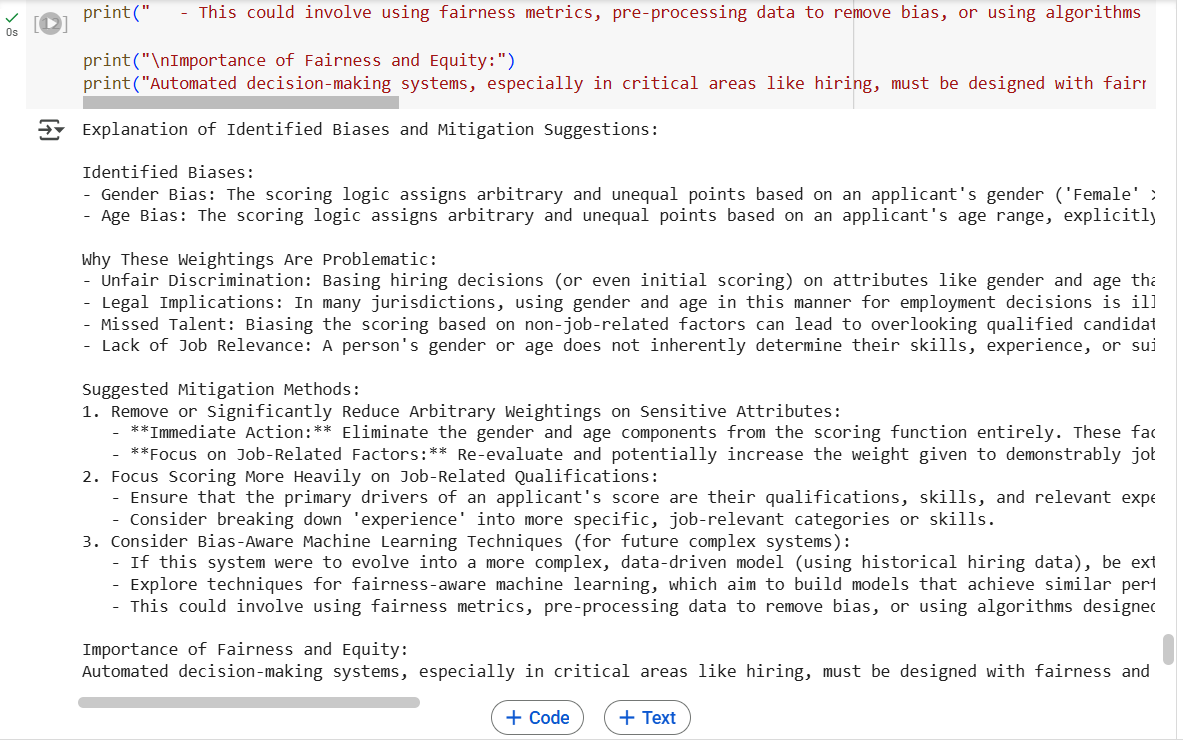 print("   - This could involve using fairness metrics, pre-processing data to remove bias, or using algorithms
0s
print("\nImportance of Fairness and Equity:")
print("Automated decision-making systems, especially in critical areas like hiring, must be designed with fairn
Explanation of Identified Biases and Mitigation Suggestions:
Identified Biases:
- Gender Bias: The scoring logic assigns arbitrary and unequal points based on an applicant's gender ('Female' >
- Age Bias: The scoring logic assigns arbitrary and unequal points based on an applicant's age range, explicitly
Why These Weightings Are Problematic:
- Unfair Discrimination: Basing hiring decisions (or even initial scoring) on attributes like gender and age tha
- Legal Implications: In many jurisdictions, using gender and age in this manner for employment decisions is ill
- Missed Talent: Biasing the scoring based on non-job-related factors can lead to overlooking qualified candidat
- Lack of Job Relevance: A person's gender or age does not inherently determine their skills, experience, or sui
Suggested Mitigation Methods:
1. Remove or Significantly Reduce Arbitrary Weightings on Sensitive Attributes:
   - **Immediate Action:** Eliminate the gender and age components from the scoring function entirely. These fac
   - **Focus on Job-Related Factors:** Re-evaluate and potentially increase the weight given to demonstrably job
2. Focus Scoring More Heavily on Job-Related Qualifications:
   - Ensure that the primary drivers of an applicant's score are their qualifications, skills, and relevant expe
   - Consider breaking down 'experience' into more specific, job-relevant categories or skills.
3. Consider Bias-Aware Machine Learning Techniques (for future complex systems):
   - If this system were to evolve into a more complex, data-driven model (using historical hiring data), be ext
   - Explore techniques for fairness-aware machine learning, which aim to build models that achieve similar perf
   - This could involve using fairness metrics, pre-processing data to remove bias, or using algorithms designed
Importance of Fairness and Equity:
Automated decision-making systems, especially in critical areas like hiring, must be designed with fairness and
+ Code + Text